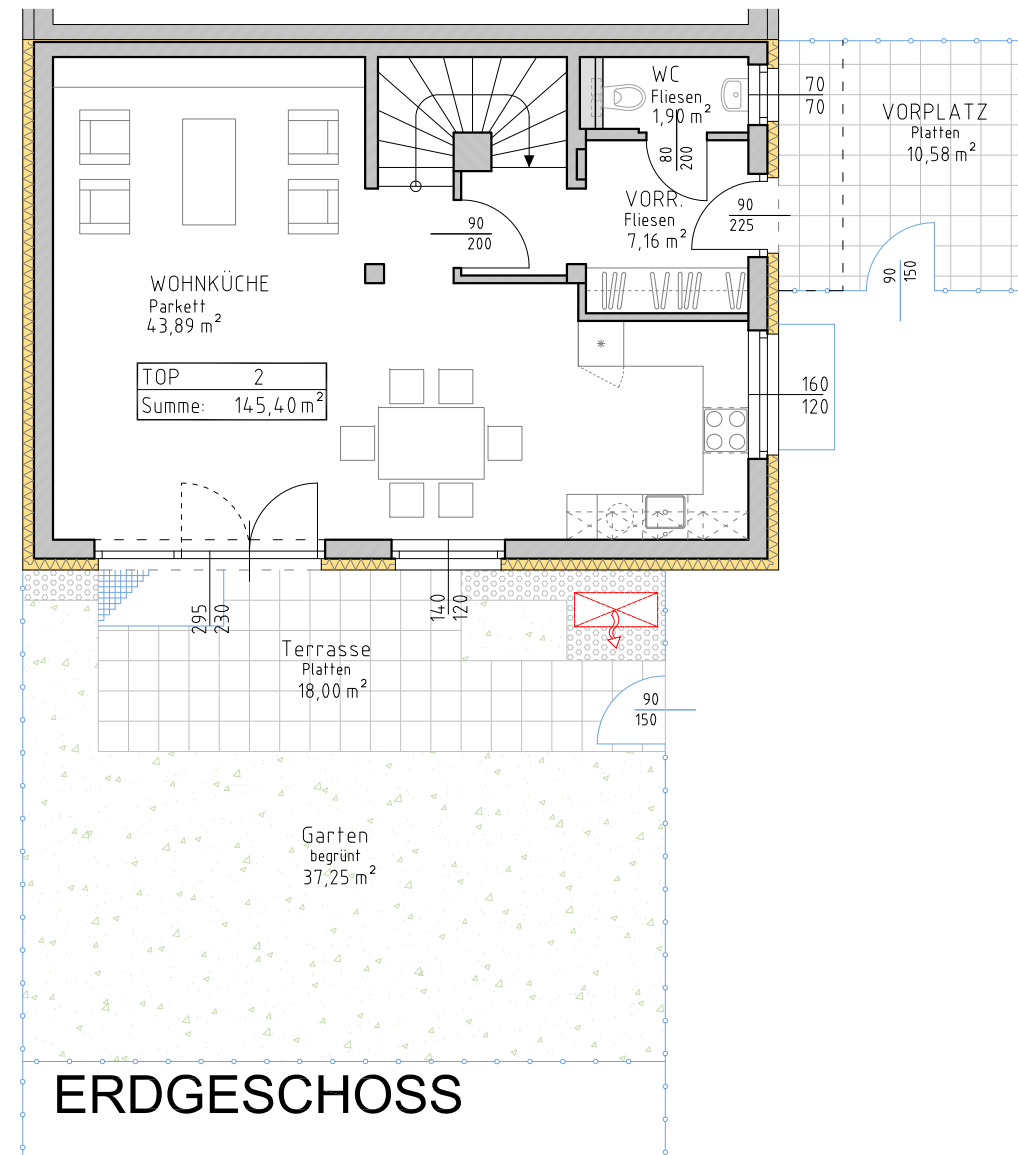 WC
Fliesen
1,90 m²
70
70
VORPLATZ
Platten
10,58 m²
80
200
VORR.
Fliesen
7,16 m²
90
225
90
200
90
150
WOHNKÜCHE
Parkett
43,89 m²
TOP 2
Summe: 145,40 m²
160
120
295
230
140
120
Terrasse
Platten
18,00 m²
90
150
Garten
begrünt
37,25 m²
ERDGESCHOSS